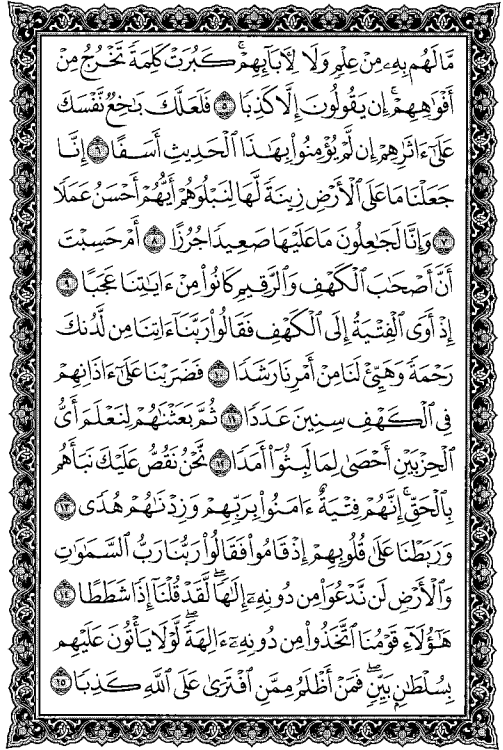 مَّا لَهُم بِهِۦ مِنْ عِلْمٍ وَلَا لِءَابَآئِهِمْ ۚ كَبُرَتْ كَلِمَةً تَخْرُجُ مِنْ
أَفْوَٰهِهِمْ ۚ إِن يَقُولُونَ إِلَّا كَذِبًا ۝٥ فَلَعَلَّكَ بَٰخِعٌ نَّفْسَكَ
عَلَىٰٓ ءَاثَٰرِهِمْ إِن لَّمْ يُؤْمِنُوا۟ بِهَٰذَا ٱلْحَدِيثِ أَسَفًا ۝٦ إِنَّا
جَعَلْنَا مَا عَلَى ٱلْأَرْضِ زِينَةً لَّهَا لِنَبْلُوَهُمْ أَيُّهُمْ أَحْسَنُ عَمَلًا
۝٧ وَإِنَّا لَجَٰعِلُونَ مَا عَلَيْهَا صَعِيدًا جُرُزًا ۝٨ أَمْ حَسِبْتَ
أَنَّ أَصْحَٰبَ ٱلْكَهْفِ وَٱلرَّقِيمِ كَانُوا۟ مِنْ ءَايَٰتِنَا عَجَبًا ۝٩
إِذْ أَوَى ٱلْفِتْيَةُ إِلَى ٱلْكَهْفِ فَقَالُوا۟ رَبَّنَآ ءَاتِنَا مِن لَّدُنكَ
رَحْمَةً وَهَيِّئْ لَنَا مِنْ أَمْرِنَا رَشَدًا ۝١٠ فَضَرَبْنَا عَلَىٰٓ ءَاذَانِهِمْ
فِى ٱلْكَهْفِ سِنِينَ عَدَدًا ۝١١ ثُمَّ بَعَثْنَٰهُمْ لِنَعْلَمَ أَىُّ
ٱلْحِزْبَيْنِ أَحْصَىٰ لِمَا لَبِثُوٓا۟ أَمَدًا ۝١٢ نَّحْنُ نَقُصُّ عَلَيْكَ نَبَأَهُم
بِٱلْحَقِّ ۚ إِنَّهُمْ فِتْيَةٌ ءَامَنُوا۟ بِرَبِّهِمْ وَزِدْنَٰهُمْ هُدًى ۝١٣
وَرَبَطْنَا عَلَىٰ قُلُوبِهِمْ إِذْ قَامُوا۟ فَقَالُوا۟ رَبُّنَا رَبُّ ٱلسَّمَٰوَٰتِ
وَٱلْأَرْضِ لَن نَّدْعُوَا۟ مِن دُونِهِۦٓ إِلَٰهًا ۖ لَّقَدْ قُلْنَآ إِذًا شَطَطًا ۝١٤
هَٰٓؤُلَآءِ قَوْمُنَا ٱتَّخَذُوا۟ مِن دُونِهِۦٓ ءَالِهَةً ۖ لَّوْلَا يَأْتُونَ عَلَيْهِم
بِسُلْطَٰنٍۭ بَيِّنٍ ۖ فَمَنْ أَظْلَمُ مِمَّنِ ٱفْتَرَىٰ عَلَى ٱللَّهِ كَذِبًا ۝١٥